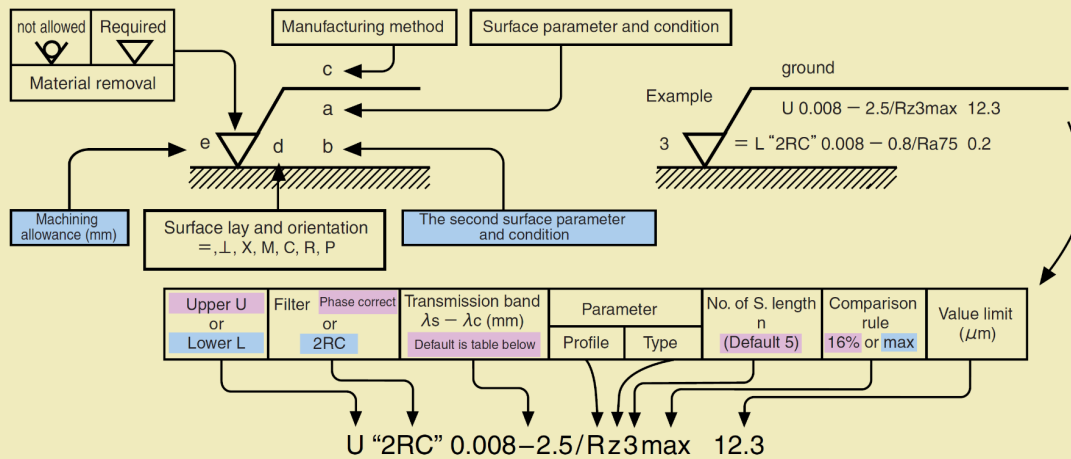 not allowed
Required
Material removal
Manufacturing method
Surface parameter and condition
c
a
e
d
b
Machining
allowance (mm)
Surface lay and orientation
=,⊥, X, M, C, R, P
The second surface parameter
and condition
ground
Example
U 0.008 – 2.5/Rz3max 12.3
3
= L “2RC” 0.008 – 0.8/Ra75 0.2
Upper U
or
Lower L
Filter
Phase correct
or
2RC
Transmission band
λs – λc (mm)
Default is table below
Parameter
Profile
Type
No. of S. length
n
(Default 5)
Comparison
rule
16% or max
Value limit
(μm)
U “2RC” 0.008–2.5/Rz3max 12.3